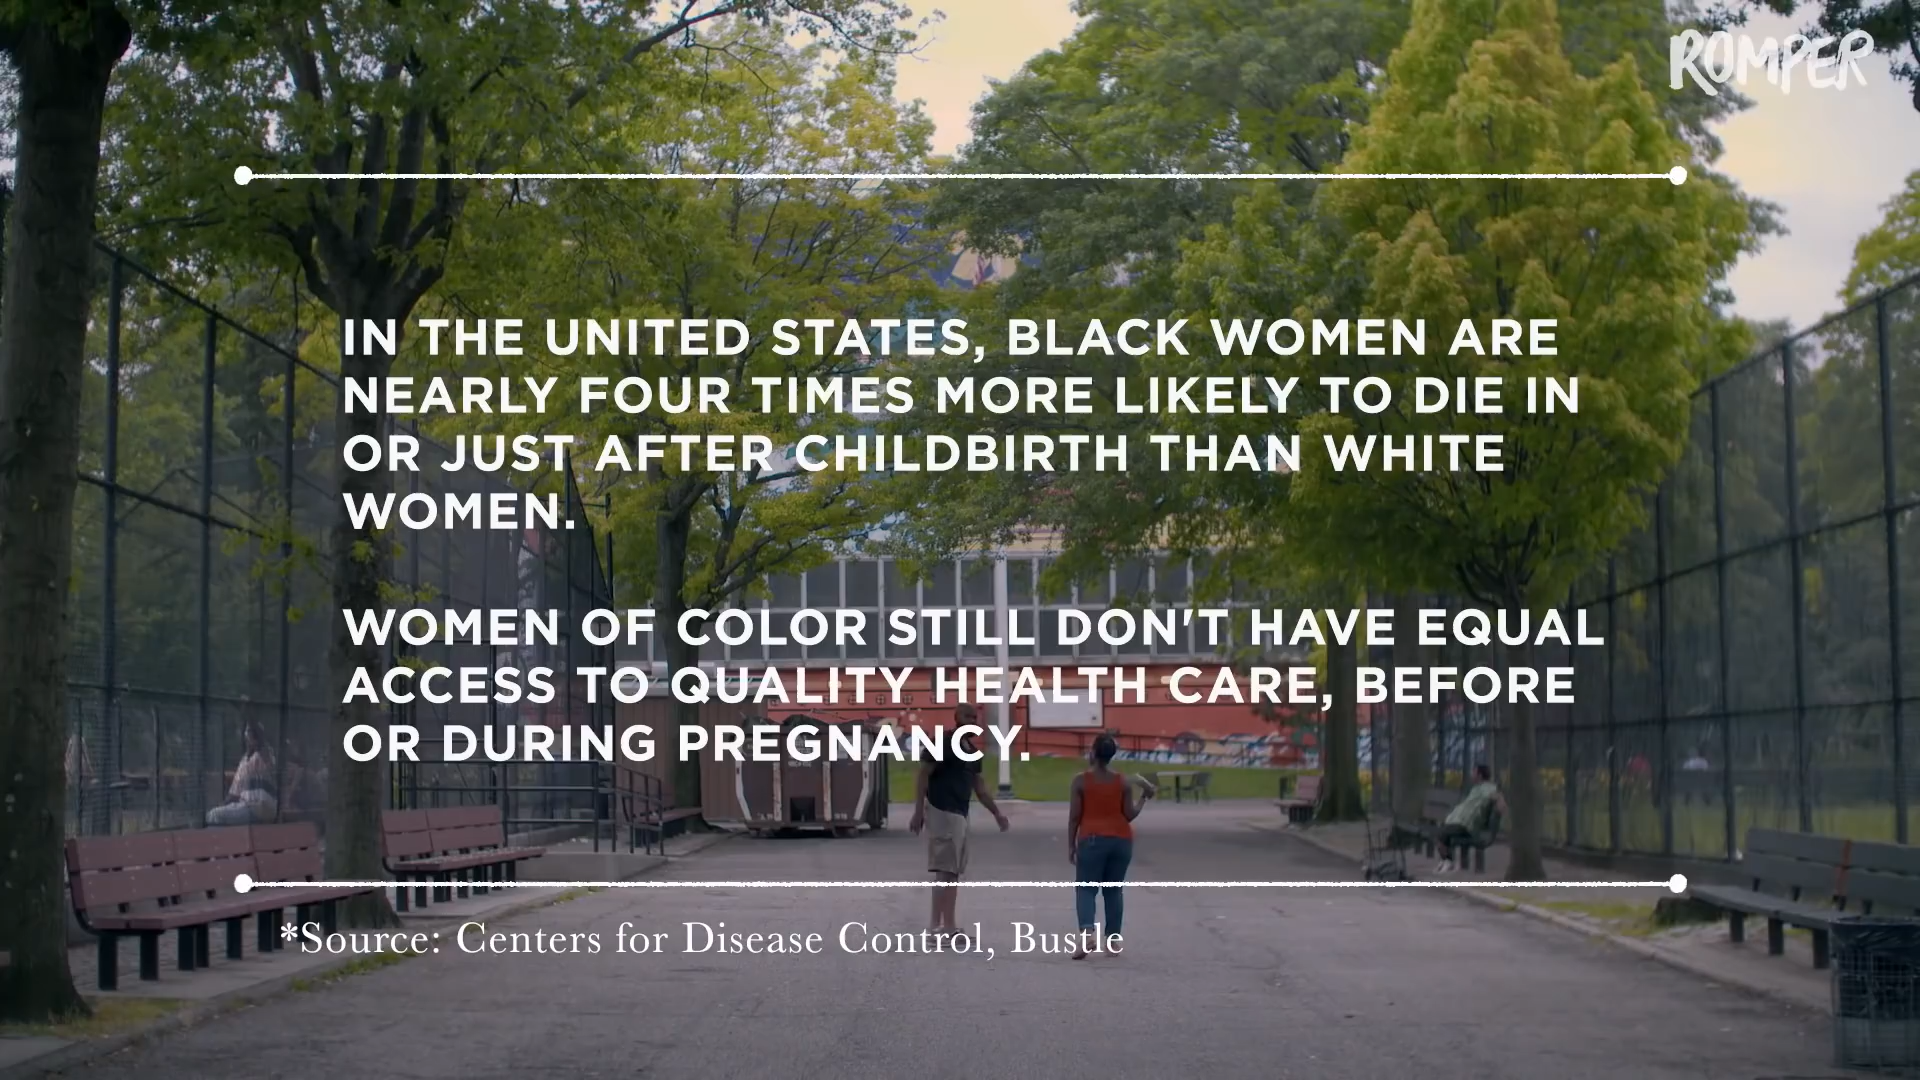 ROMPER
IN THE UNITED STATES, BLACK WOMEN ARE
NEARLY FOUR TIMES MORE LIKELY TO DIE IN
OR JUST AFTER CHILDBIRTH THAN WHITE
WOMEN.
WOMEN OF COLOR STILL DON'T HAVE EQUAL
ACCESS TO QUALITY HEALTH CARE, BEFORE
OR DURING PREGNANCY.
*Source: Centers for Disease Control, Bustle